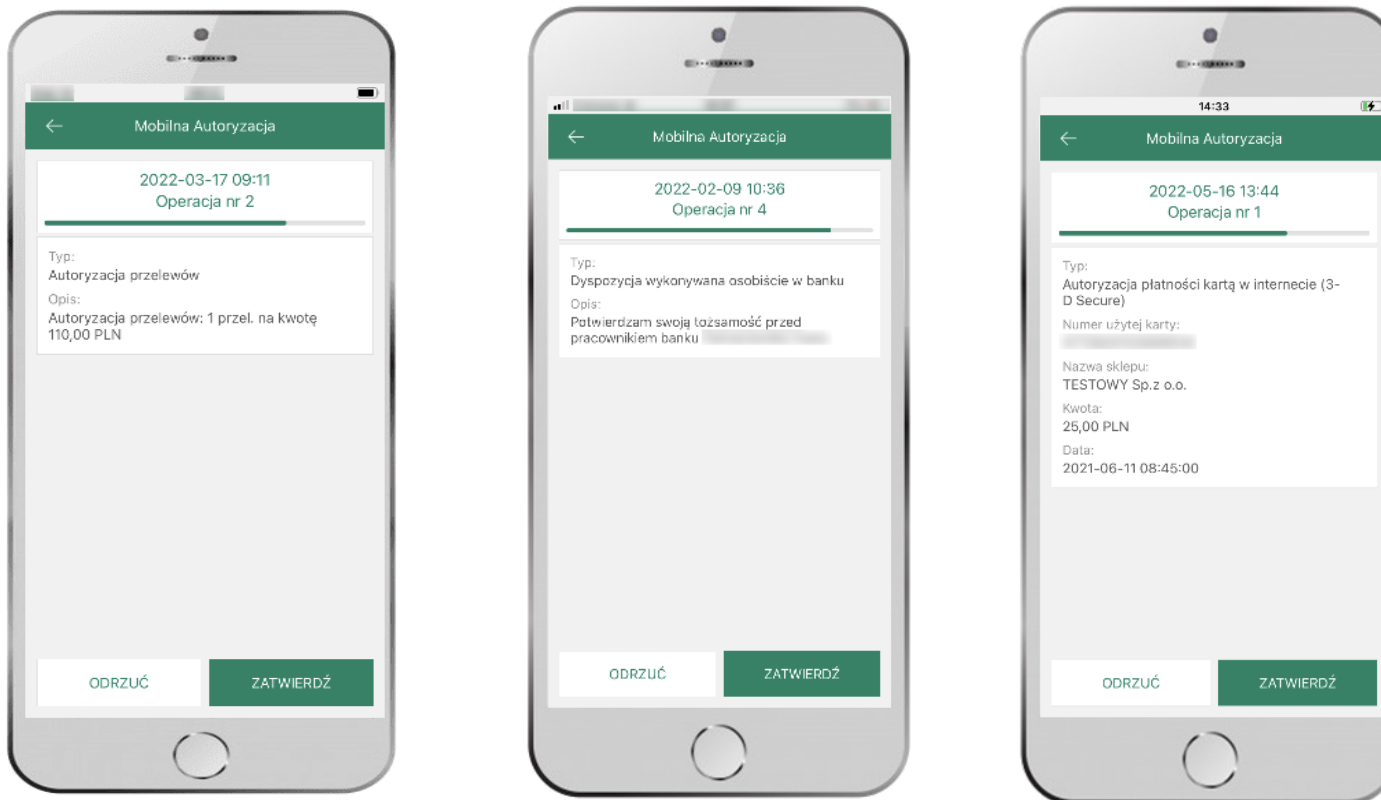 Mobilna Autoryzacja
2022-03-17 09:11
Operacja nr 2
Typ:
Autoryzacja przelewów
Opis:
Autoryzacja przelewów: 1 przel. na kwotę
110,00 PLN
ODRZUĆ
ZATWIERDŹ
Mobilna Autoryzacja
2022-02-09 10:36
Operacja nr 4
Typ:
Dyspozycja wykonywana osobiście w banku
Opis:
Potwierdzam swoją tożsamość przed
pracownikiem banku
ODRZUĆ
ZATWIERDŹ
14:33
Mobilna Autoryzacja
2022-05-16 13:44
Operacja nr 1
Typ:
Autoryzacja płatności kartą w internecie (3-
D Secure)
Numer użytej karty:
Nazwa sklepu:
TESTOWY Sp.z o.o.
Kwota:
25,00 PLN
Data:
2021-06-11 08:45:00
ODRZUĆ
ZATWIERDŹ